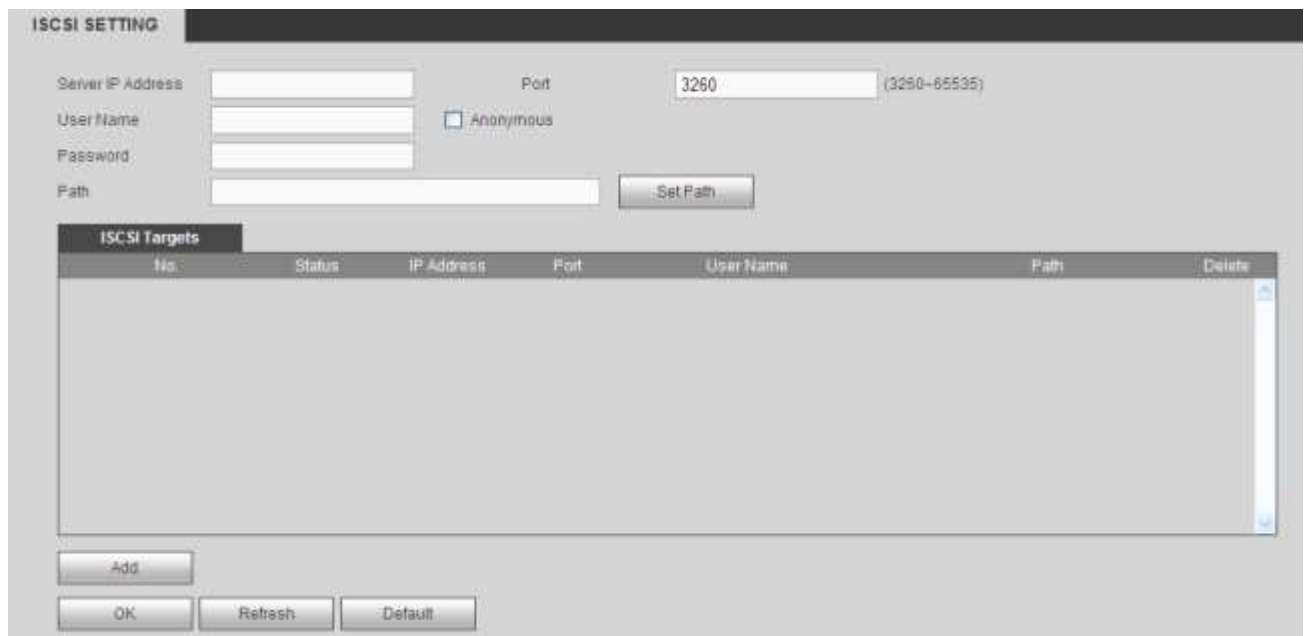 ISCSI SETTING
Server IP Address Port 3260 (3260~65535)
User Name Anonymous
Password
Path Set Path
ISCSI Targets
No. Status IP Address Port User Name Path Delete
Add
OK Refresh Default